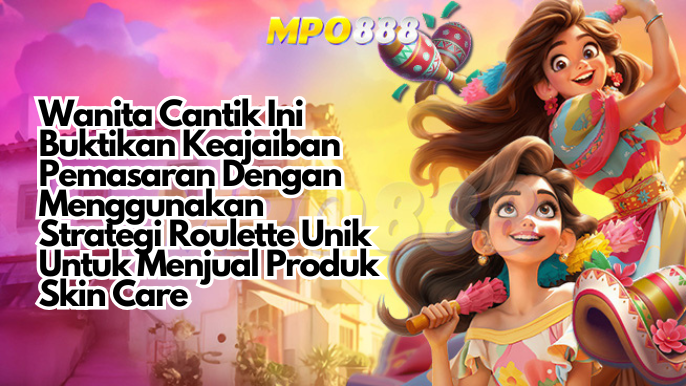 MPO888
Wanita Cantik Ini
Buktikan Keajaiban
Pemasaran Dengan
Menggunakan
Strategi Roulette Unik
Untuk Menjual Produk
Skin Care